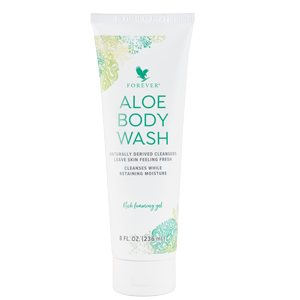 FOREVER
ALOE
BODY
WASH
NATURALLY DERIVED CLEANSERS
LEAVE SKIN FEELING FRESH
CLEANSES WHILE
RETAINING MOISTURE
Rich foaming gel
8 FL. OZ. (236 ml)